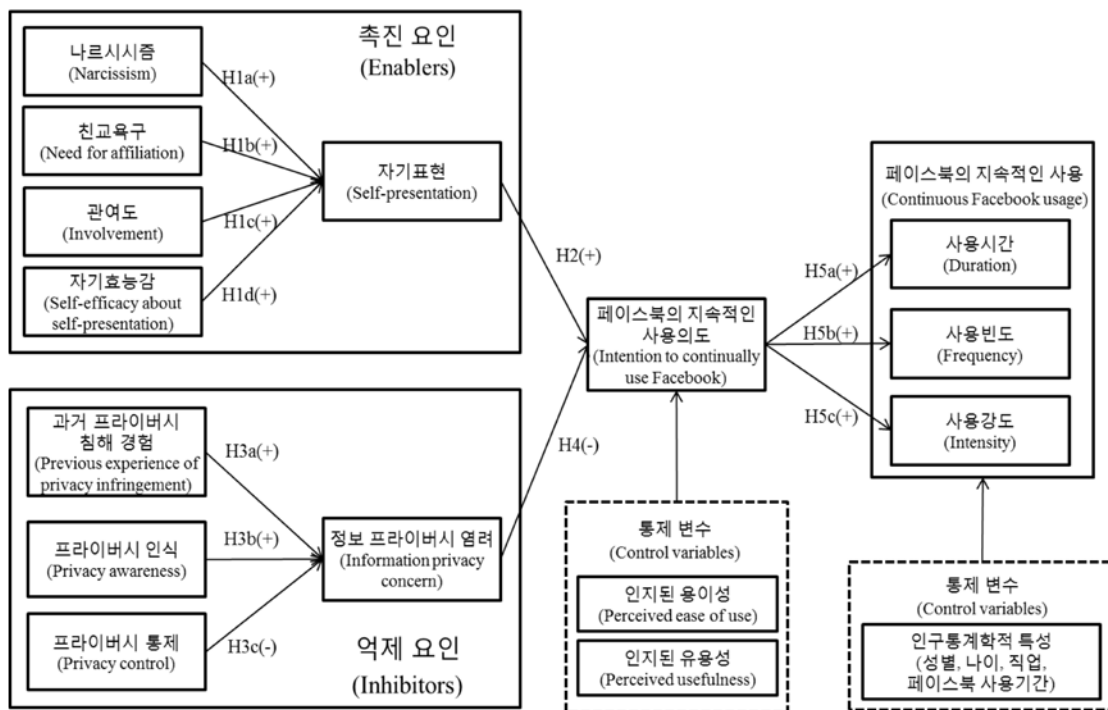 촉진 요인
(Enablers)
나르시시즘
(Narcissism)
H1a(+)
친교욕구
(Need for affiliation)
H1b(+)
관여도
(Involvement)
H1c(+)
자기효능감
(Self-efficacy about
self-presentation)
H1d(+)
자기표현
(Self-presentation)
H2(+)
과거 프라이버시
침해 경험
(Previous experience of
privacy infringement)
H3a(+)
프라이버시 인식
(Privacy awareness)
H3b(+)
프라이버시 통제
(Privacy control)
H3c(-)
정보 프라이버시 염려
(Information privacy
concern)
억제 요인
(Inhibitors)
H4(-)
페이스북의 지속적인
사용의도
(Intention to continually
use Facebook)
통제 변수
(Control variables)
인지된 용이성
(Perceived ease of use)
인지된 유용성
(Perceived usefulness)
H5a(+)
H5b(+)
H5c(+)
페이스북의 지속적인 사용
(Continuous Facebook usage)
사용시간
(Duration)
사용빈도
(Frequency)
사용강도
(Intensity)
통제 변수
(Control variables)
인구통계학적 특성
(성별, 나이, 직업,
페이스북 사용기간)